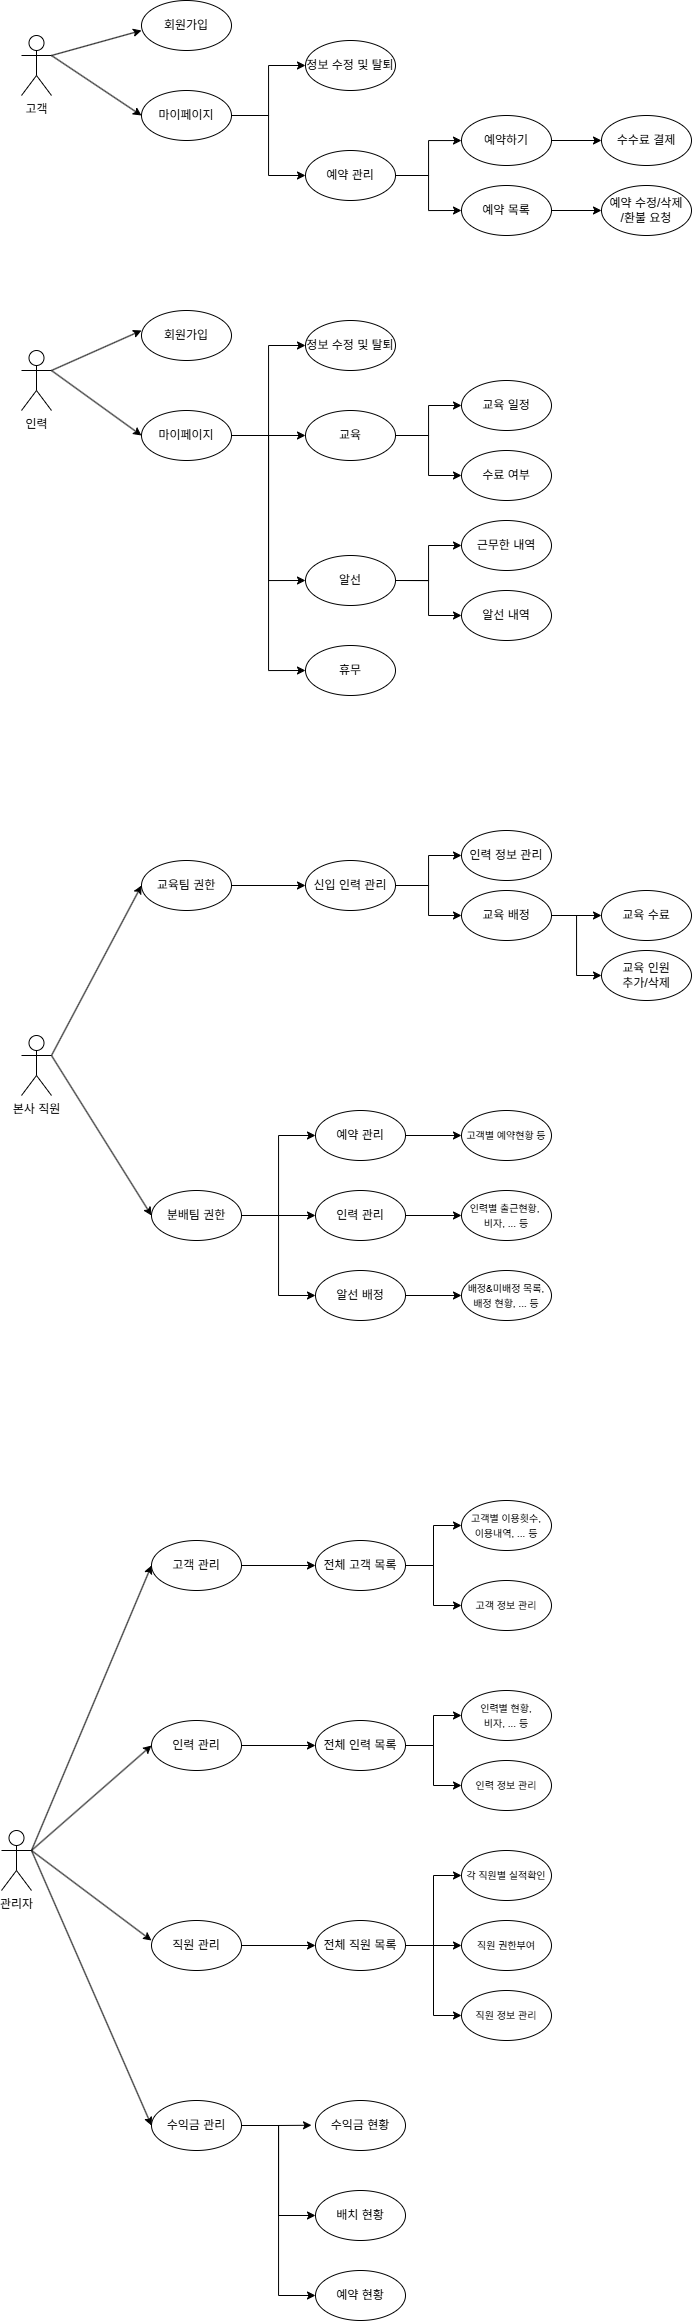 회원가입
고객
마이페이지
정보 수정 및 탈퇴
예약 관리
예약하기
수수료 결제
예약 목록
예약 수정/삭제
/환불 요청
회원가입
인력
마이페이지
정보 수정 및 탈퇴
교육
교육 일정
수료 여부
알선
근무한 내역
알선 내역
휴무
본사 직원
교육팀 권한
신입 인력 관리
인력 정보 관리
교육 배정
교육 수료
교육 인원
추가/삭제
분배팀 권한
예약 관리
고객별 예약현황 등
인력 관리
인력별 출근현황,
비자, ... 등
알선 배정
배정&미배정 목록,
배정 현황, ... 등
관리자
고객 관리
전체 고객 목록
고객별 이용횟수,
이용내역, ... 등
고객 정보 관리
인력 관리
전체 인력 목록
인력별 현황,
비자, ... 등
인력 정보 관리
직원 관리
전체 직원 목록
각 직원별 실적확인
직원 권한부여
직원 정보 관리
수익금 관리
수익금 현황
배치 현황
예약 현황